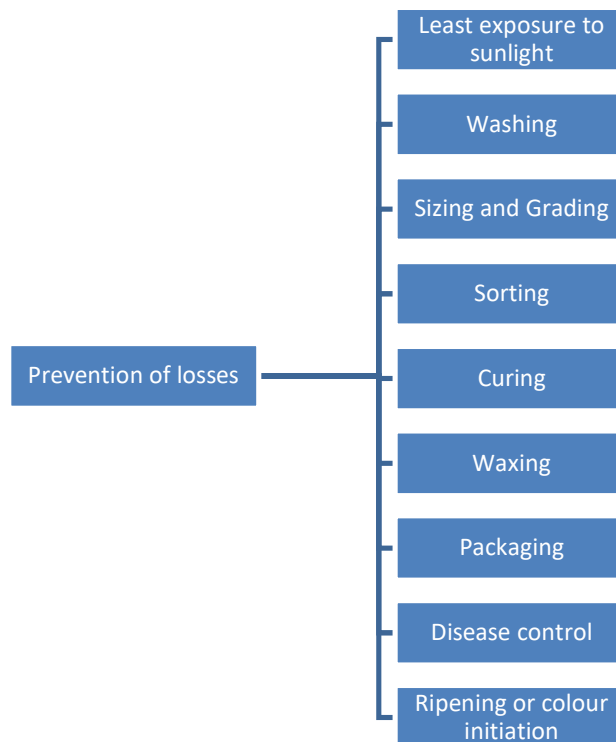 Least exposure to
sunlight
Washing
Sizing and Grading
Sorting
Prevention of losses
Curing
Waxing
Packaging
Disease control
Ripening or colour
initiation